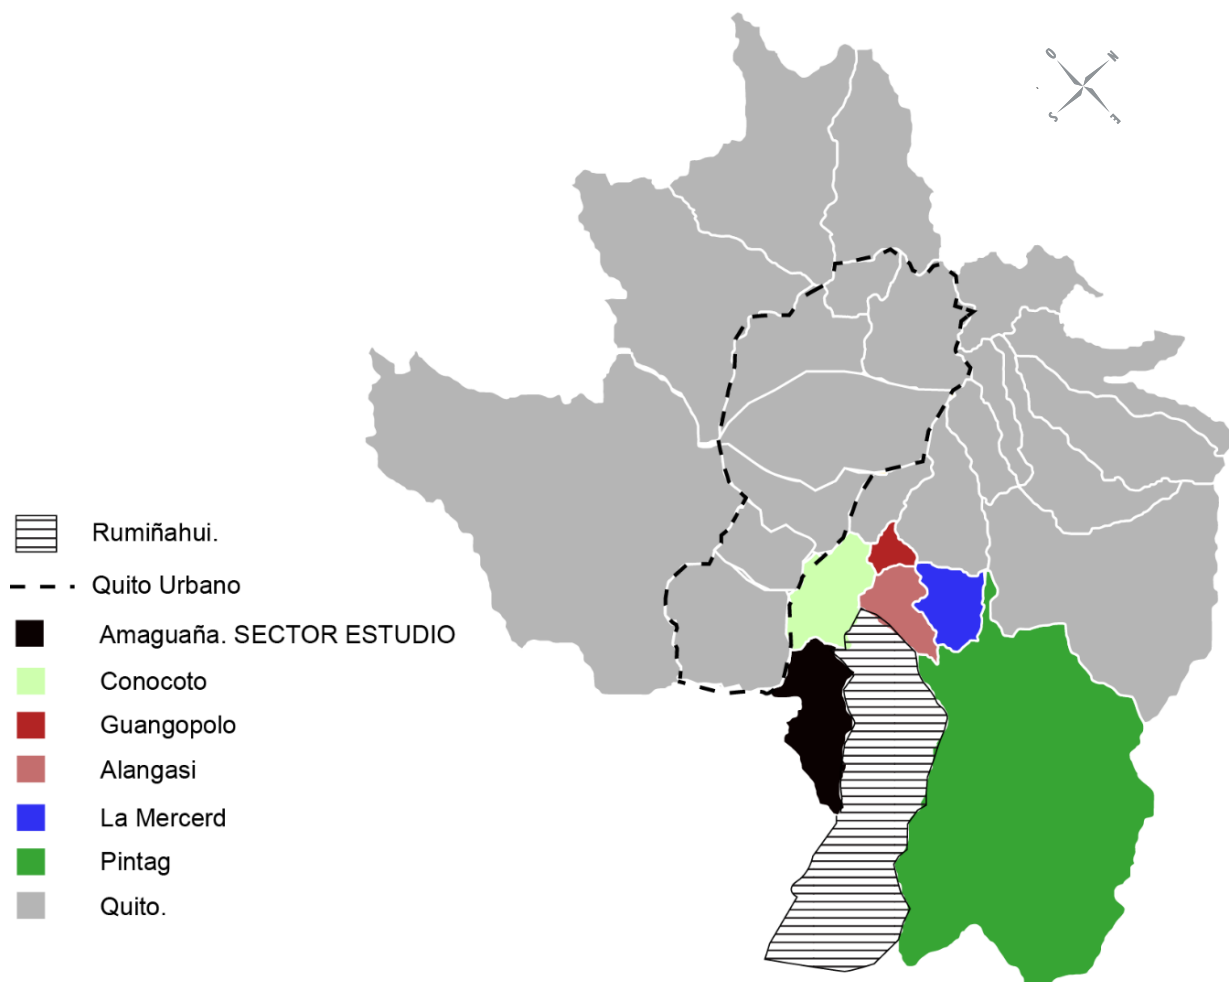 O
N
S
E
Rumiñahui.
Quito Urbano
Amaguaña. SECTOR ESTUDIO
Conocoto
Guangopolo
Alangasi
La Mercerd
Pintag
Quito.